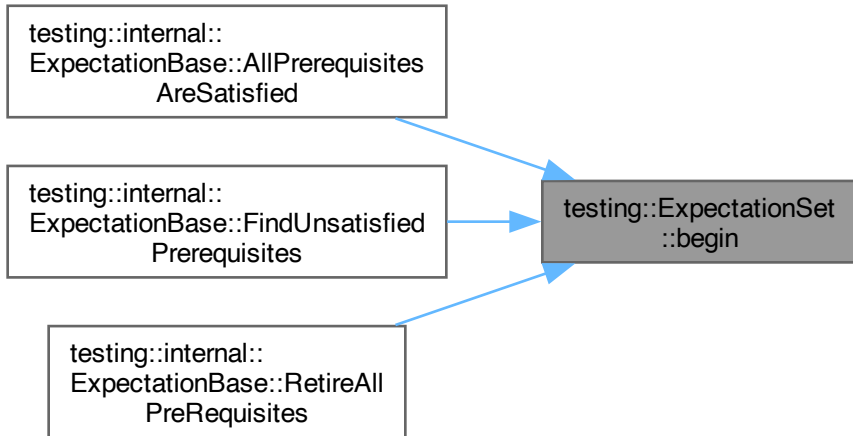 testing::internal::
ExpectationBase::AllPrerequisites
AreSatisfied
testing::internal::
ExpectationBase::FindUnsatisfied
Prerequisites
testing::internal::
ExpectationBase::RetireAll
PreRequisites
testing::ExpectationSet
::begin